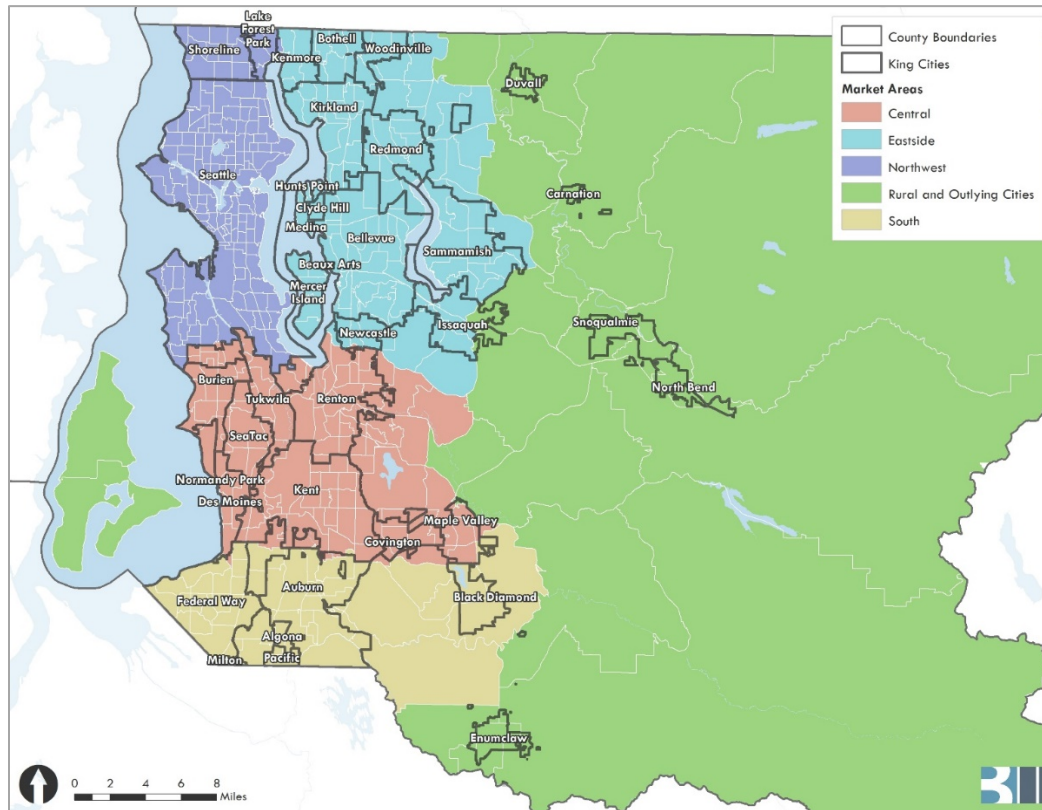 Lake
Forest
Park
Shoreline
Kenmore
Bothell
Woodinville
Duvall
Kirkland
Redmond
Seattle
Hunts Point
Clyde Hill
Medina
Bellevue
Sammamish
Carnation
Beaux Arts
Mercer
Island
Newcastle
Issaquah
Snoqualmie
North Bend
Burien
Tukwila
Renton
SeaTac
Normandy Park
Des Moines
Kent
Maple Valley
Covington
Auburn
Federal Way
Black Diamond
Algona
Milton
Pacific
Enumclaw
County Boundaries
King Cities
Market Areas
Central
Eastside
Northwest
Rural and Outlying Cities
South
0 2 4 6 8
Miles